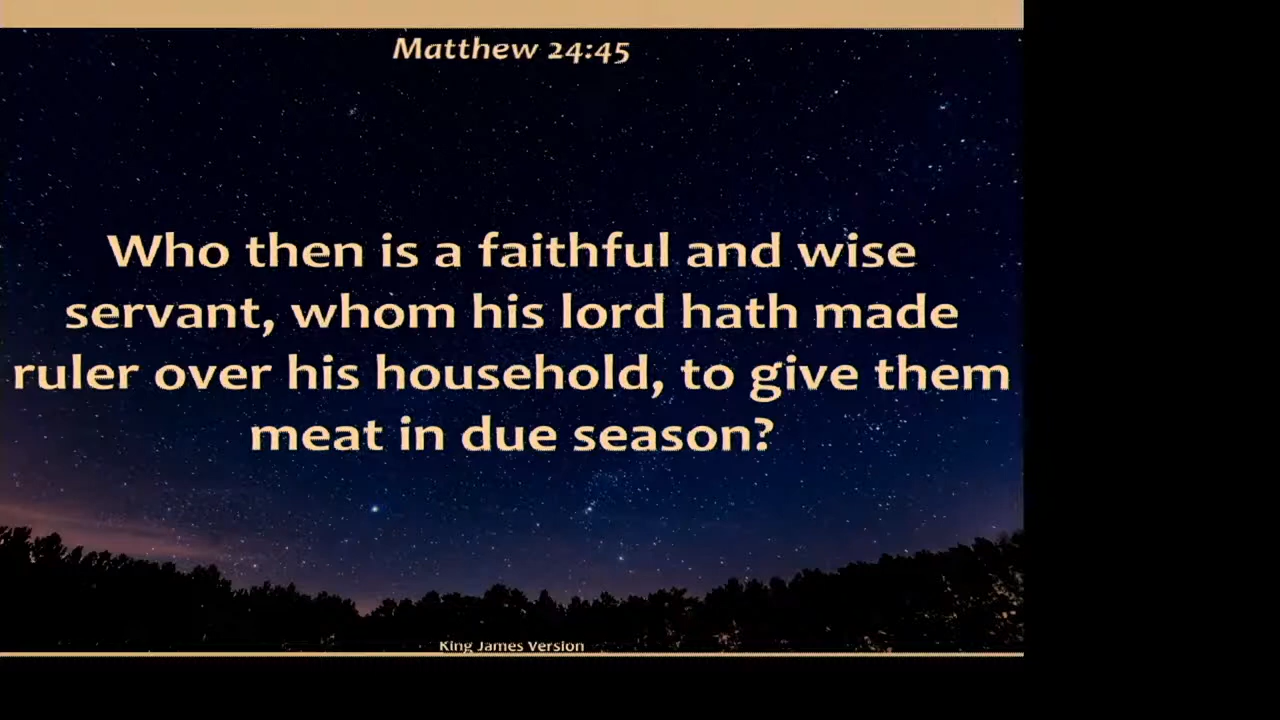 Matthew 24:45
Who then is a faithful and wise
servant, whom his lord hath made
ruler over his household, to give them
meat in due season?
King James Version